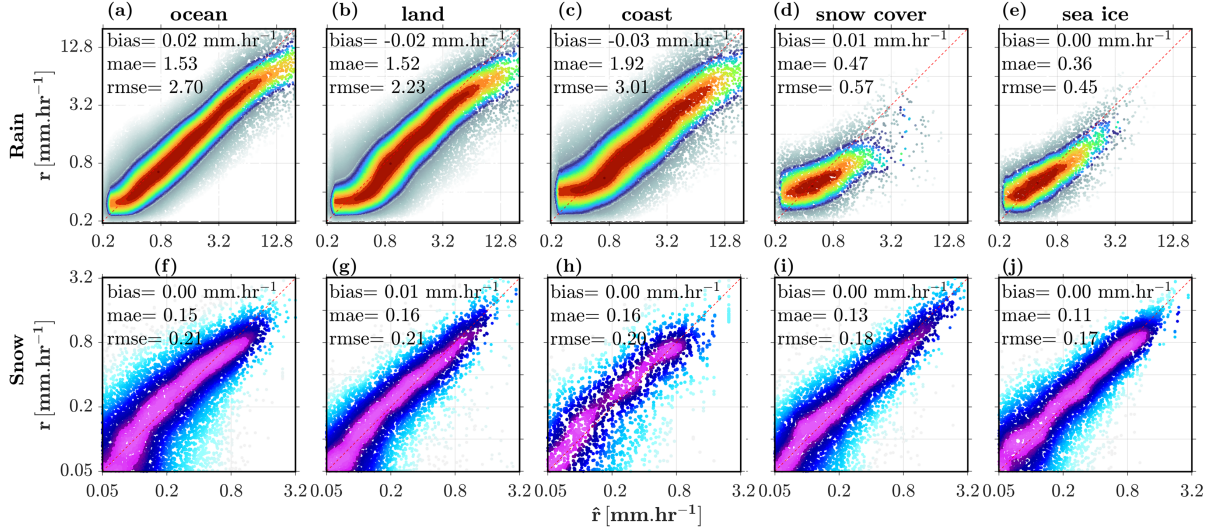 (a) ocean (b) land (c) coast (d) snow cover (e) sea ice
bias= 0.02 mm.hr⁻¹ bias= -0.02 mm.hr⁻¹ bias= -0.03 mm.hr⁻¹ bias= 0.01 mm.hr⁻¹ bias= 0.00 mm.hr⁻¹
mae= 1.53 mae= 1.52 mae= 1.92 mae= 0.47 mae= 0.36
rmse= 2.70 rmse= 2.23 rmse= 3.01 rmse= 0.57 rmse= 0.45
Rain
r [mm.hr⁻¹]
12.8
3.2
0.8
0.2
0.2 0.8 3.2 12.8 0.2 0.8 3.2 12.8 0.2 0.8 3.2 12.8 0.2 0.8 3.2 12.8 0.2 0.8 3.2 12.8
(f) (g) (h) (i) (j)
bias= 0.00 mm.hr⁻¹ bias= 0.01 mm.hr⁻¹ bias= 0.00 mm.hr⁻¹ bias= 0.00 mm.hr⁻¹ bias= 0.00 mm.hr⁻¹
mae= 0.15 mae= 0.16 mae= 0.16 mae= 0.13 mae= 0.11
rmse= 0.21 rmse= 0.21 rmse= 0.20 rmse= 0.18 rmse= 0.17
Snow
r [mm.hr⁻¹]
3.2
0.8
0.2
0.05
0.05 0.2 0.8 3.2 0.05 0.2 0.8 3.2 0.05 0.2 0.8 3.2 0.05 0.2 0.8 3.2 0.05 0.2 0.8 3.2
r̂ [mm.hr⁻¹]